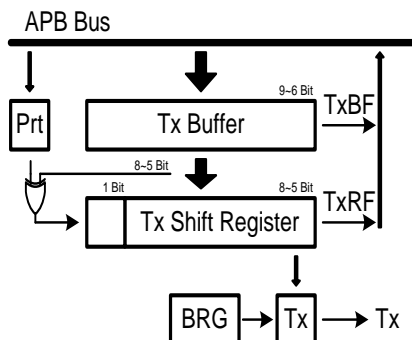 APB Bus
9~6 Bit
Prt
Tx Buffer
TxBF
8~5 Bit
1 Bit
8~5 Bit
Tx Shift Register
TxRF
BRG
Tx
Tx